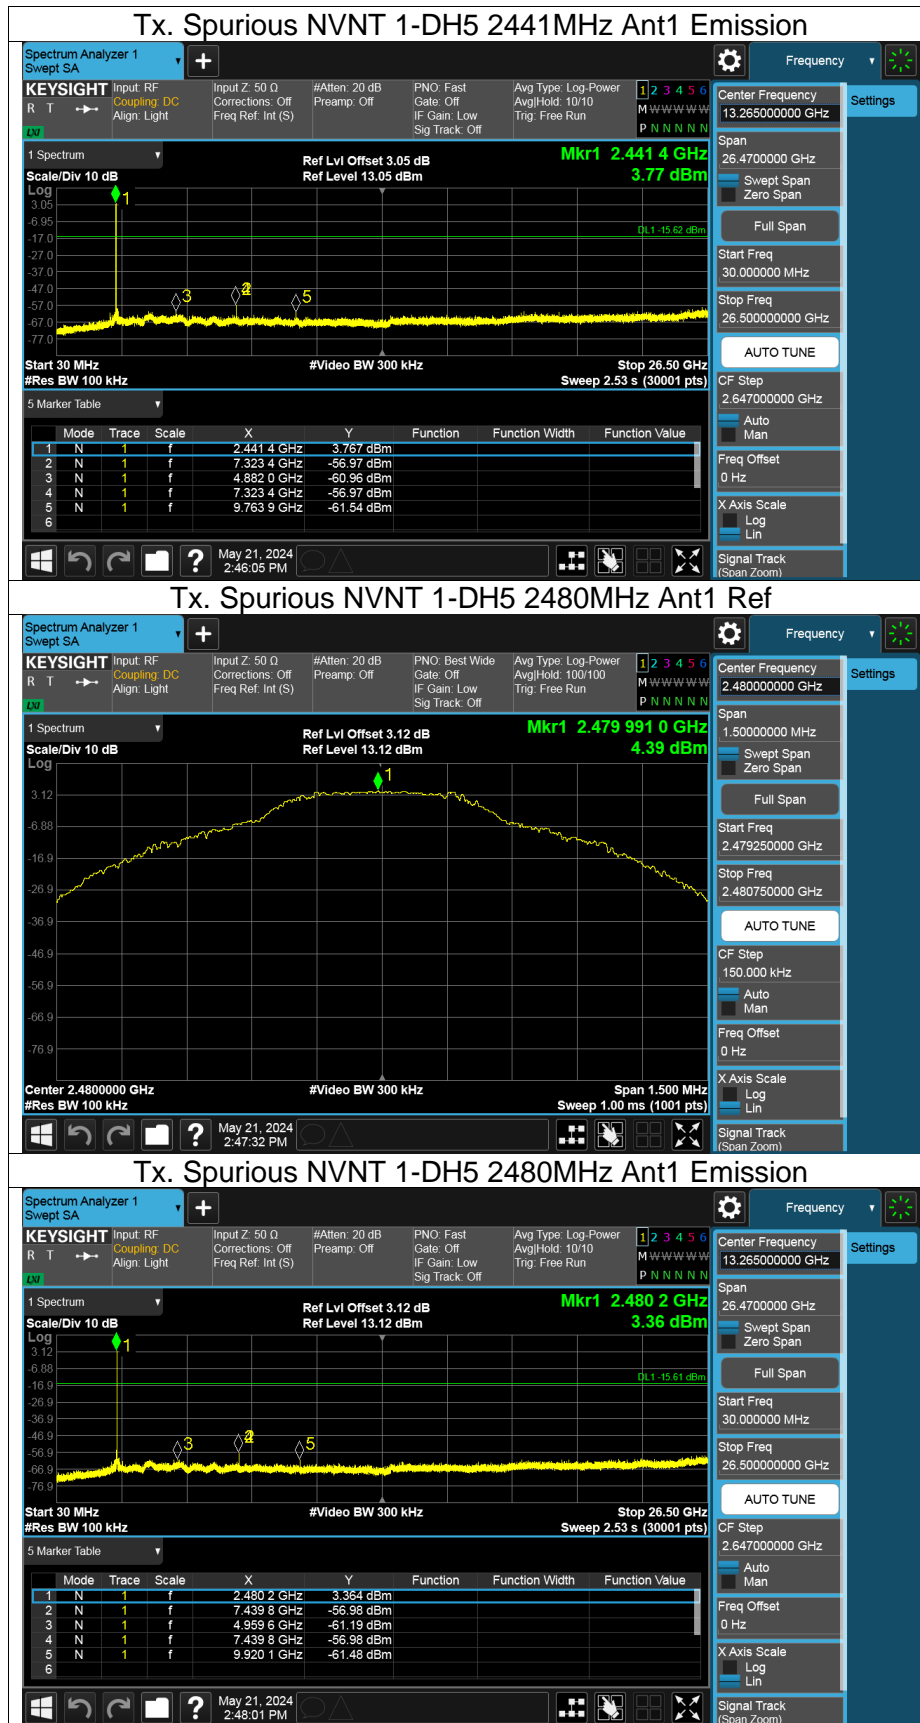 Tx. Spurious NVNT 1-DH5 2441MHz Ant1 Emission
Spectrum Analyzer 1
Swept SA
+
Frequency
KEYSIGHT
R T
LXI
Input: RF
Coupling: DC
Align: Light
Input Z: 50 Ω
Corrections: Off
Freq Ref: Int (S)
#Atten: 20 dB
Preamp: Off
PNO: Fast
Gate: Off
IF Gain: Low
Sig Track: Off
Avg Type: Log-Power
Avg|Hold: 10/10
Trig: Free Run
1 2 3 4 5 6
M W W W W W
P N N N N N
1 Spectrum
Scale/Div 10 dB
Ref Lvl Offset 3.05 dB
Ref Level 13.05 dBm
Mkr1 2.441 4 GHz
3.77 dBm
Log
3.05
-6.95
-17.0
-27.0
-37.0
-47.0
-57.0
-67.0
-77.0
DL1 -15.62 dBm
Start 30 MHz
#Res BW 100 kHz
#Video BW 300 kHz
Stop 26.50 GHz
Sweep 2.53 s (30001 pts)
5 Marker Table
Mode Trace Scale X Y Function Function Width Function Value
1 N 1 f 2.441 4 GHz 3.767 dBm
2 N 1 f 7.323 4 GHz -56.97 dBm
3 N 1 f 4.882 0 GHz -60.96 dBm
4 N 1 f 7.323 4 GHz -56.97 dBm
5 N 1 f 9.763 9 GHz -61.54 dBm
6
?
May 21, 2024
2:46:05 PM
Center Frequency
13.265000000 GHz
Settings
Span
26.4700000 GHz
Swept Span
Zero Span
Full Span
Start Freq
30.000000 MHz
Stop Freq
26.500000000 GHz
AUTO TUNE
CF Step
2.647000000 GHz
Auto
Man
Freq Offset
0 Hz
X Axis Scale
Log
Lin
Signal Track
(Span Zoom)
Tx. Spurious NVNT 1-DH5 2480MHz Ant1 Ref
Spectrum Analyzer 1
Swept SA
+
Frequency
KEYSIGHT
R T
LXI
Input: RF
Coupling: DC
Align: Light
Input Z: 50 Ω
Corrections: Off
Freq Ref: Int (S)
#Atten: 20 dB
Preamp: Off
PNO: Best Wide
Gate: Off
IF Gain: Low
Sig Track: Off
Avg Type: Log-Power
Avg|Hold: 100/100
Trig: Free Run
1 2 3 4 5 6
M W W W W W
P N N N N N
1 Spectrum
Scale/Div 10 dB
Ref Lvl Offset 3.12 dB
Ref Level 13.12 dBm
Mkr1 2.479 991 0 GHz
4.39 dBm
Log
1
3.12
-6.88
-16.9
-26.9
-36.9
-46.9
-56.9
-66.9
-76.9
Center 2.4800000 GHz
#Res BW 100 kHz
#Video BW 300 kHz
Span 1.500 MHz
Sweep 1.00 ms (1001 pts)
?
May 21, 2024
2:47:32 PM
Center Frequency
2.480000000 GHz
Settings
Span
1.50000000 MHz
Swept Span
Zero Span
Full Span
Start Freq
2.479250000 GHz
Stop Freq
2.480750000 GHz
AUTO TUNE
CF Step
150.000 kHz
Auto
Man
Freq Offset
0 Hz
X Axis Scale
Log
Lin
Signal Track
(Span Zoom)
Tx. Spurious NVNT 1-DH5 2480MHz Ant1 Emission
Spectrum Analyzer 1
Swept SA
+
Frequency
KEYSIGHT
R T
LXI
Input: RF
Coupling: DC
Align: Light
Input Z: 50 Ω
Corrections: Off
Freq Ref: Int (S)
#Atten: 20 dB
Preamp: Off
PNO: Fast
Gate: Off
IF Gain: Low
Sig Track: Off
Avg Type: Log-Power
Avg|Hold: 10/10
Trig: Free Run
1 2 3 4 5 6
M W W W W W
P N N N N N
1 Spectrum
Scale/Div 10 dB
Ref Lvl Offset 3.12 dB
Ref Level 13.12 dBm
Mkr1 2.480 2 GHz
3.36 dBm
Log
3.12
-6.88
-16.9
-26.9
-36.9
-46.9
-56.9
-66.9
-76.9
DL1 -15.61 dBm
Start 30 MHz
#Res BW 100 kHz
#Video BW 300 kHz
Stop 26.50 GHz
Sweep 2.53 s (30001 pts)
5 Marker Table
Mode Trace Scale X Y Function Function Width Function Value
1 N 1 f 2.480 2 GHz 3.364 dBm
2 N 1 f 7.439 8 GHz -56.98 dBm
3 N 1 f 4.959 6 GHz -61.19 dBm
4 N 1 f 7.439 8 GHz -56.98 dBm
5 N 1 f 9.920 1 GHz -61.48 dBm
6
?
May 21, 2024
2:48:01 PM
Center Frequency
13.265000000 GHz
Settings
Span
26.4700000 GHz
Swept Span
Zero Span
Full Span
Start Freq
30.000000 MHz
Stop Freq
26.500000000 GHz
AUTO TUNE
CF Step
2.647000000 GHz
Auto
Man
Freq Offset
0 Hz
X Axis Scale
Log
Lin
Signal Track
(Span Zoom)